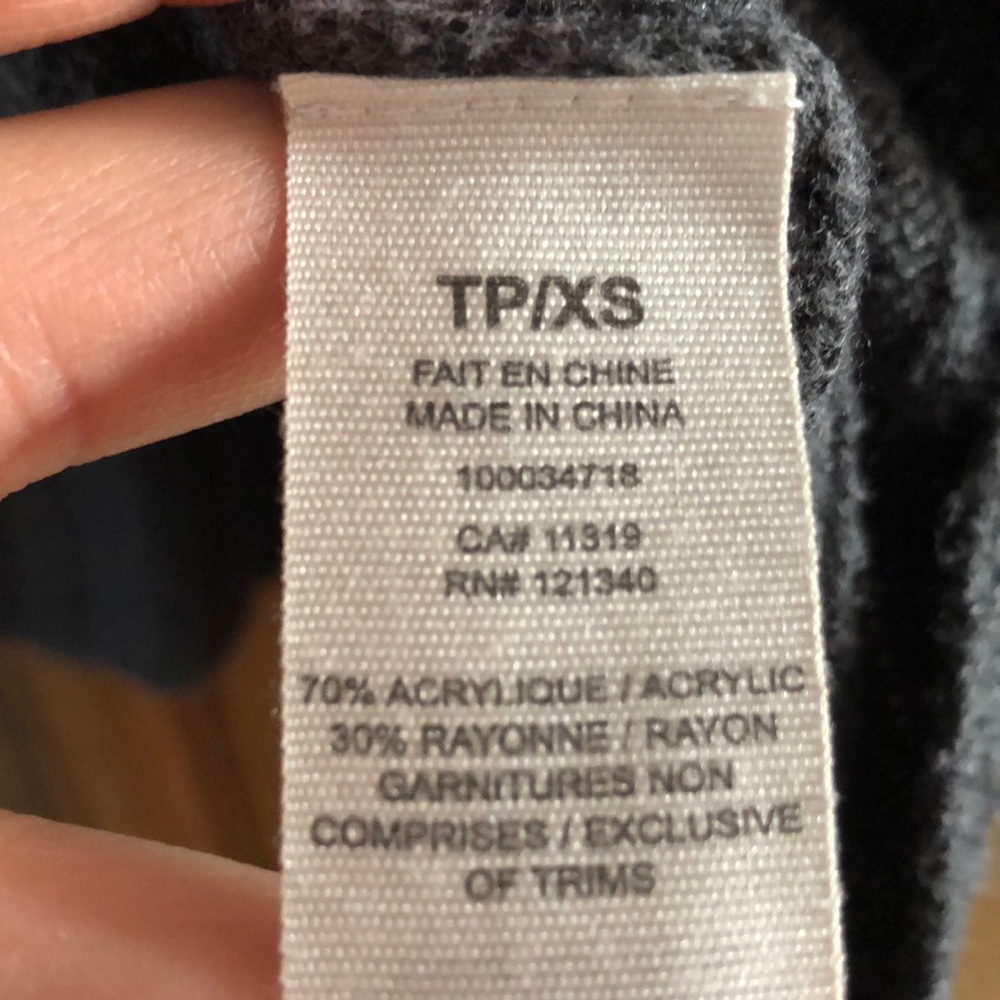 TP/XS
FAIT EN CHINE
MADE IN CHINA
100034718
CA# 11319
RN# 121340
70% ACRYLIQUE / ACRYLIC
30% RAYONNE / RAYON
GARNITURES NON
COMPRISES / EXCLUSIVE
OF TRIMS